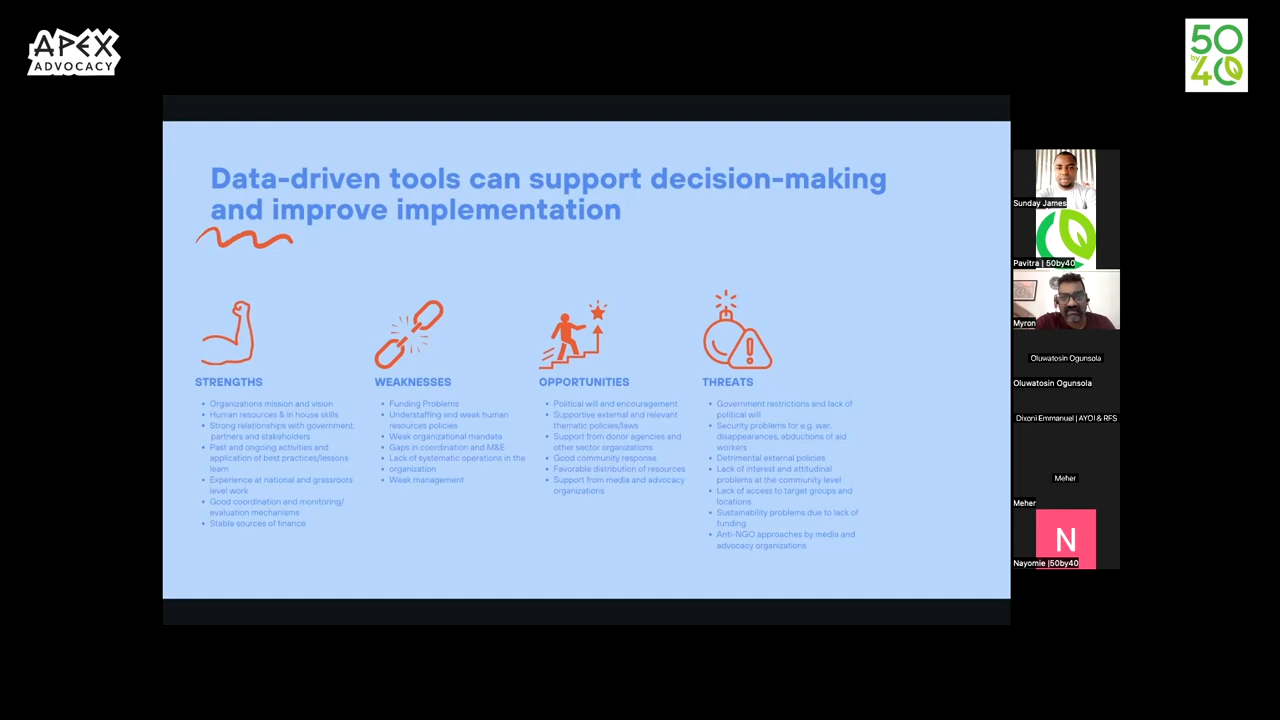 APEX
ADVOCACY
50
by
40
Data-driven tools can support decision-making
and improve implementation
STRENGTHS
Organizations mission and vision
Human resources & in house skills
Strong relationships with government,
partners and stakeholders
Past and ongoing activities and
application of best practices/lessons
learn
Experience at national and grassroots
level work
Good coordination and monitoring/
evaluation mechanisms
Stable sources of finance
WEAKNESSES
Funding Problems
Understaffing and weak human
resources policies
Weak organizational mandate
Gaps in coordination and M&E
Lack of systematic operations in the
organization
Weak management
OPPORTUNITIES
Political will and encouragement
Supportive external and relevant
thematic policies/laws
Support from donor agencies and
other sector organizations
Good community response
Favorable distribution of resources
Support from media and advocacy
organizations
THREATS
Government restrictions and lack of
political will
Security problems for e.g. war,
disappearances, abductions of aid
workers
Detrimental external policies
Lack of interest and attitudinal
problems at the community level
Lack of access to target groups and
locations
Sustainability problems due to lack of
funding
Anti-NGO approaches by media and
advocacy organizations
Sunday James
Pavitra | 50by40
Myron
Oluwatosin Ogunsola
Oluwatosin Ogunsola
Dixoni Emmanuel | AYOI & RFS
Meher
Meher
N
Nayomie |50by40